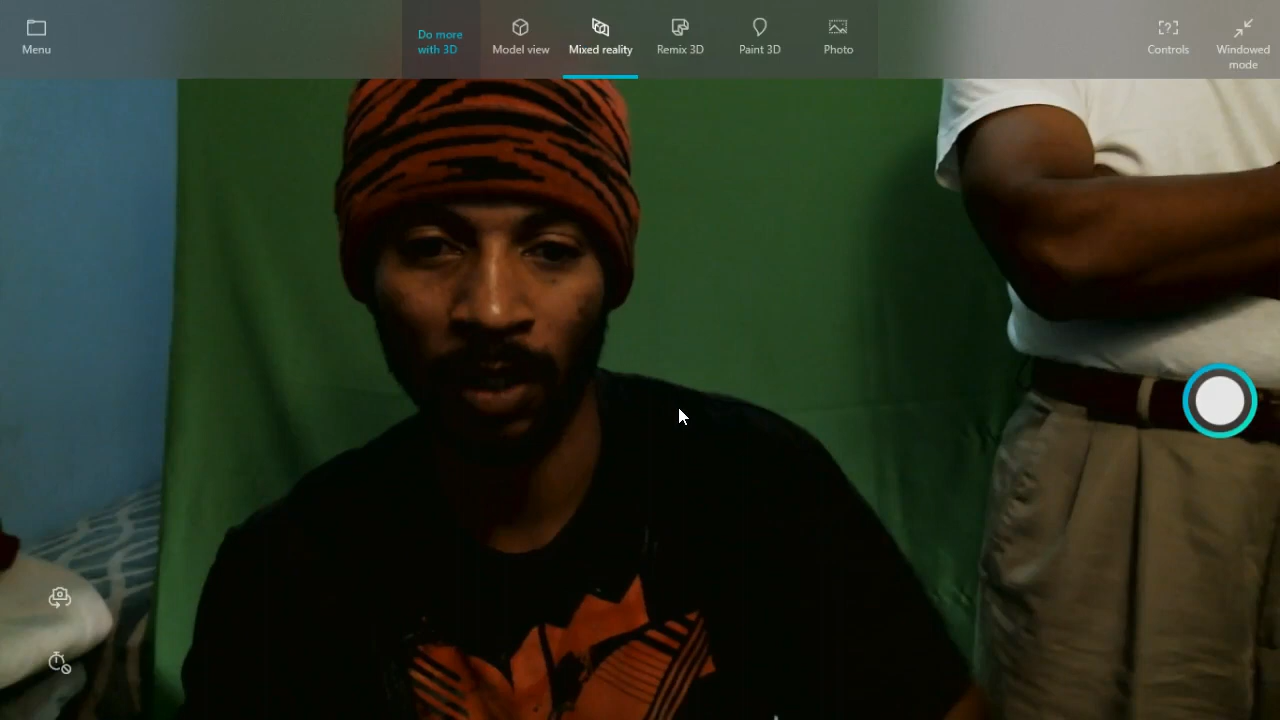 Menu
Do more
with 3D
Model view
Mixed reality
Remix 3D
Paint 3D
Photo
Controls
Windowed
mode